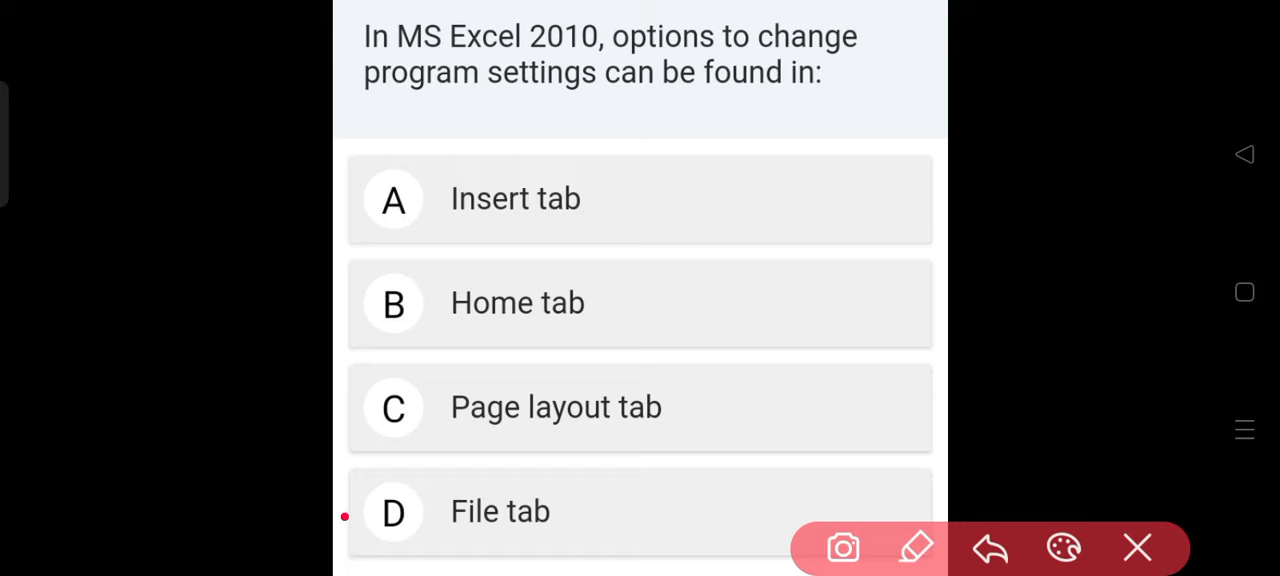 In MS Excel 2010, options to change
program settings can be found in:
A Insert tab
B Home tab
C Page layout tab
D File tab